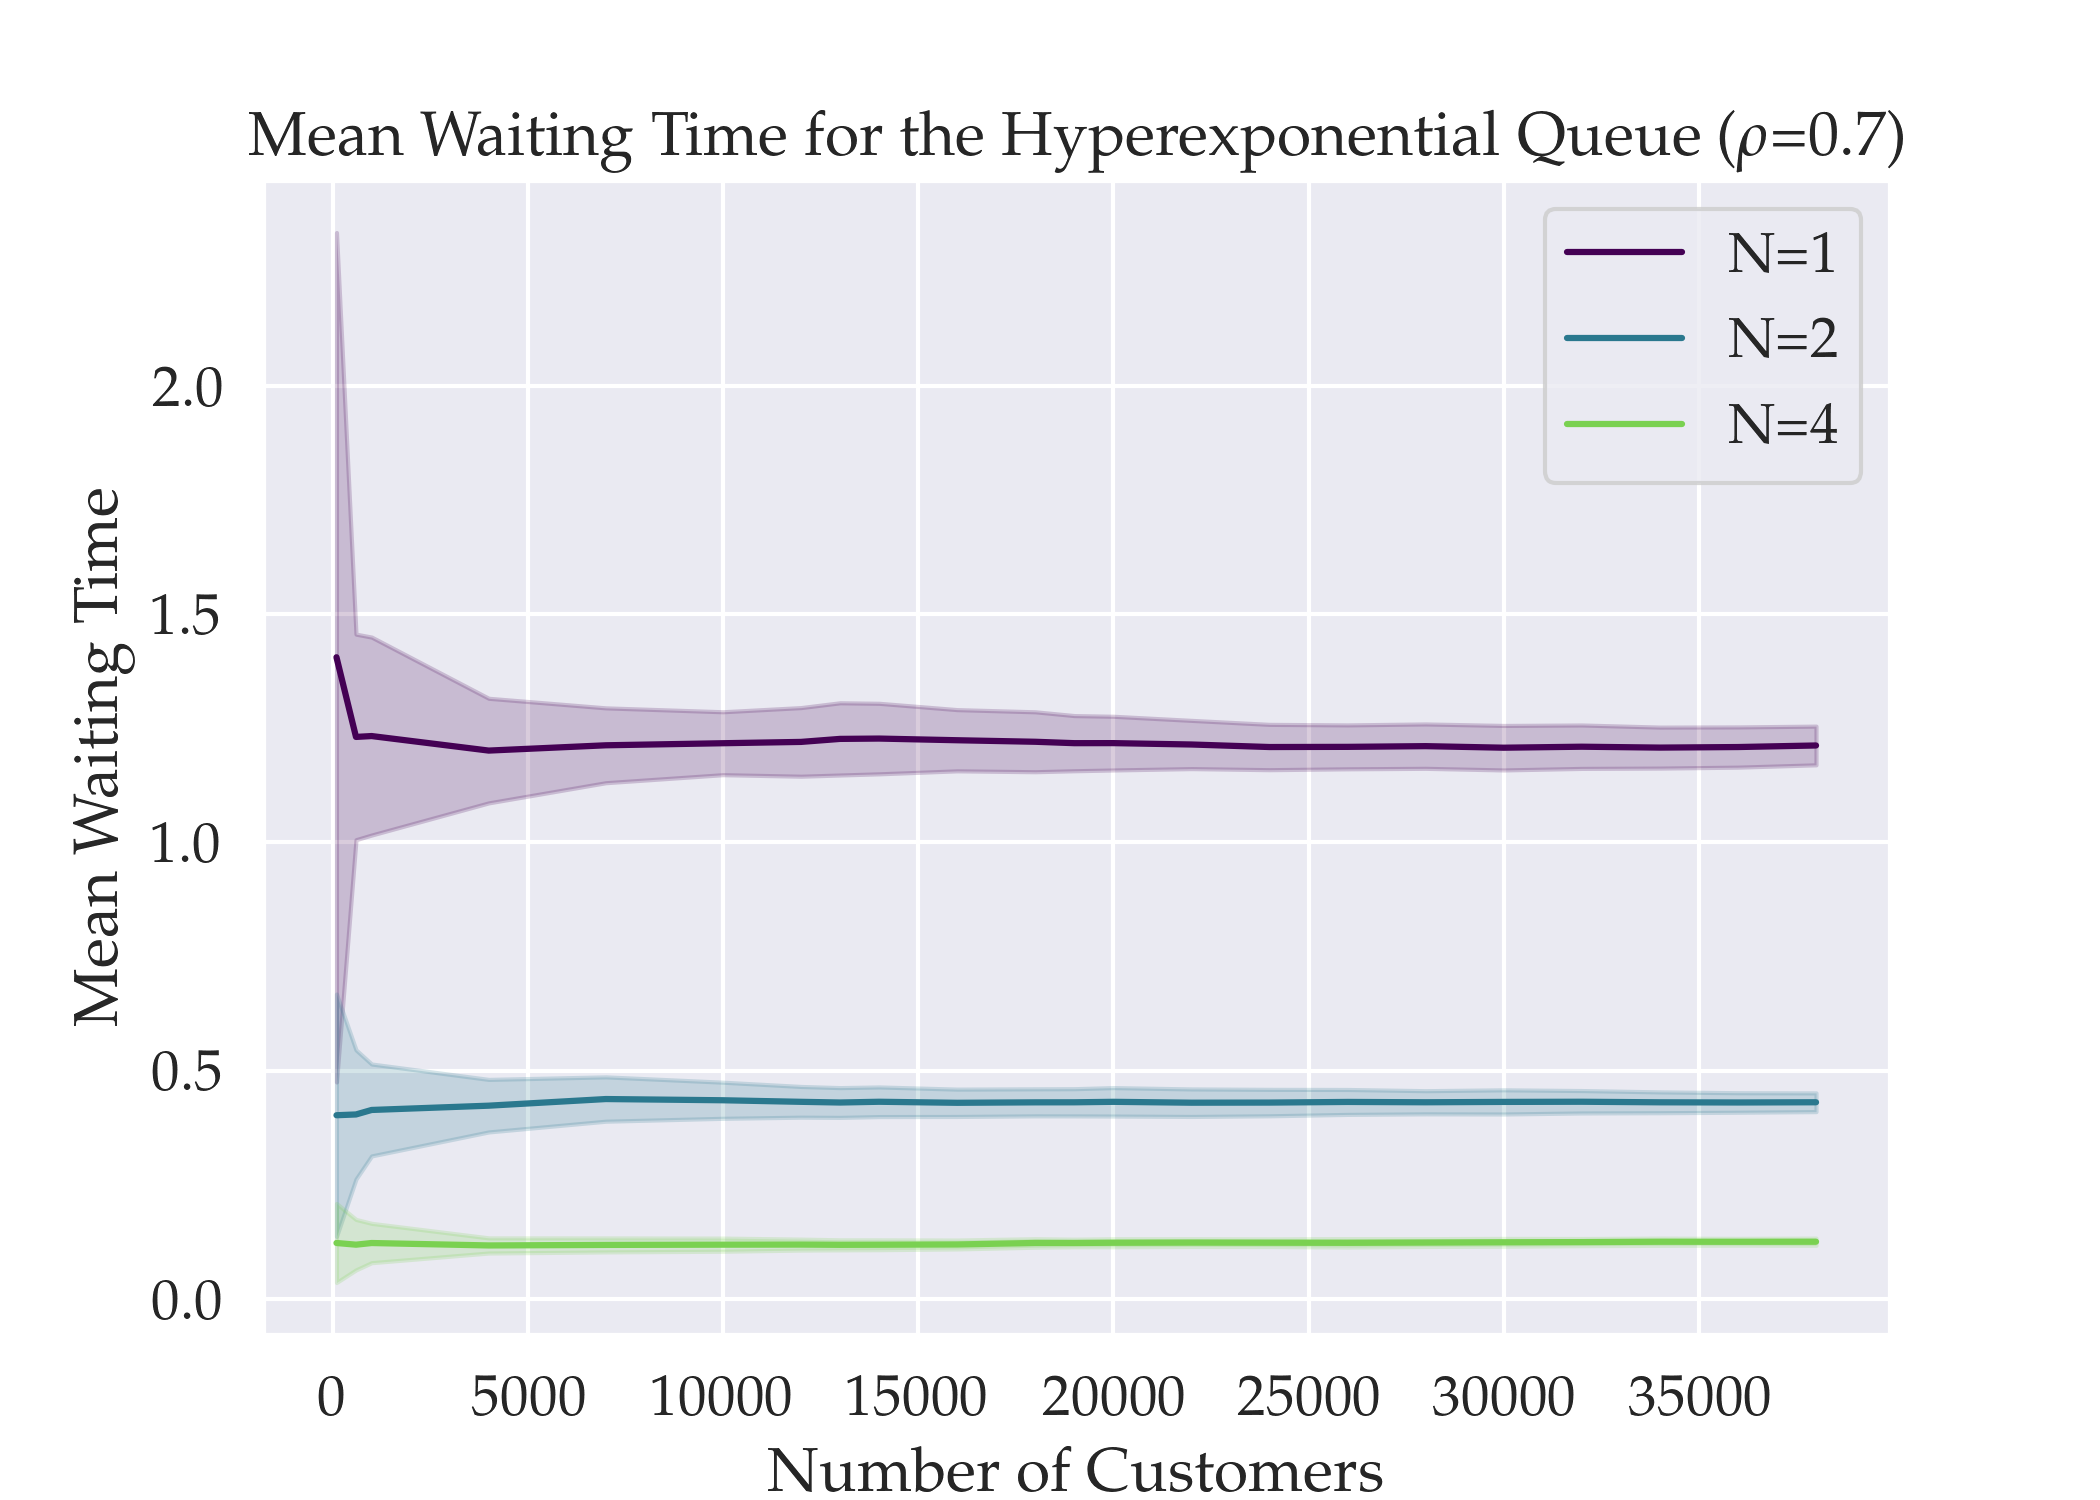 Mean Waiting Time for the Hyperexponential Queue (ρ=0.7)
N=1
N=2
N=4
Mean Waiting Time
2.0
1.5
1.0
0.5
0.0
0 5000 10000 15000 20000 25000 30000 35000
Number of Customers